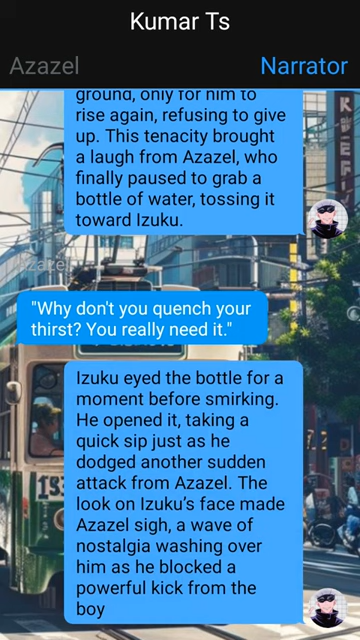 Kumar Ts
Azazel
Narrator
ground, only for him to
rise again, refusing to give
up. This tenacity brought
a laugh from Azazel, who
finally paused to grab a
bottle of water, tossing it
toward Izuku.
Azazel
"Why don't you quench your
thirst? You really need it."
Izuku eyed the bottle for a
moment before smirking.
He opened it, taking a
quick sip just as he
dodged another sudden
attack from Azazel. The
look on Izuku's face made
Azazel sigh, a wave of
nostalgia washing over
him as he blocked a
powerful kick from the
boy